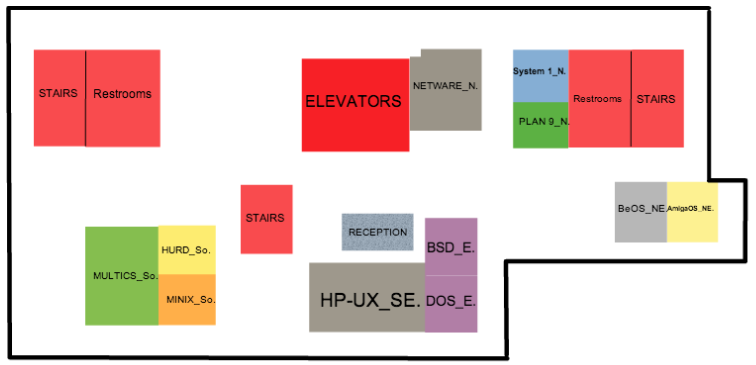 STAIRS
Restrooms
ELEVATORS
NETWARE_N.
System 1_N.
PLAN 9_N.
Restrooms
STAIRS
STAIRS
RECEPTION
BeOS_NE.
AmigaOS_NE.
MULTICS_So.
HURD_So.
MINIX_So.
HP-UX_SE.
BSD_E.
DOS_E.